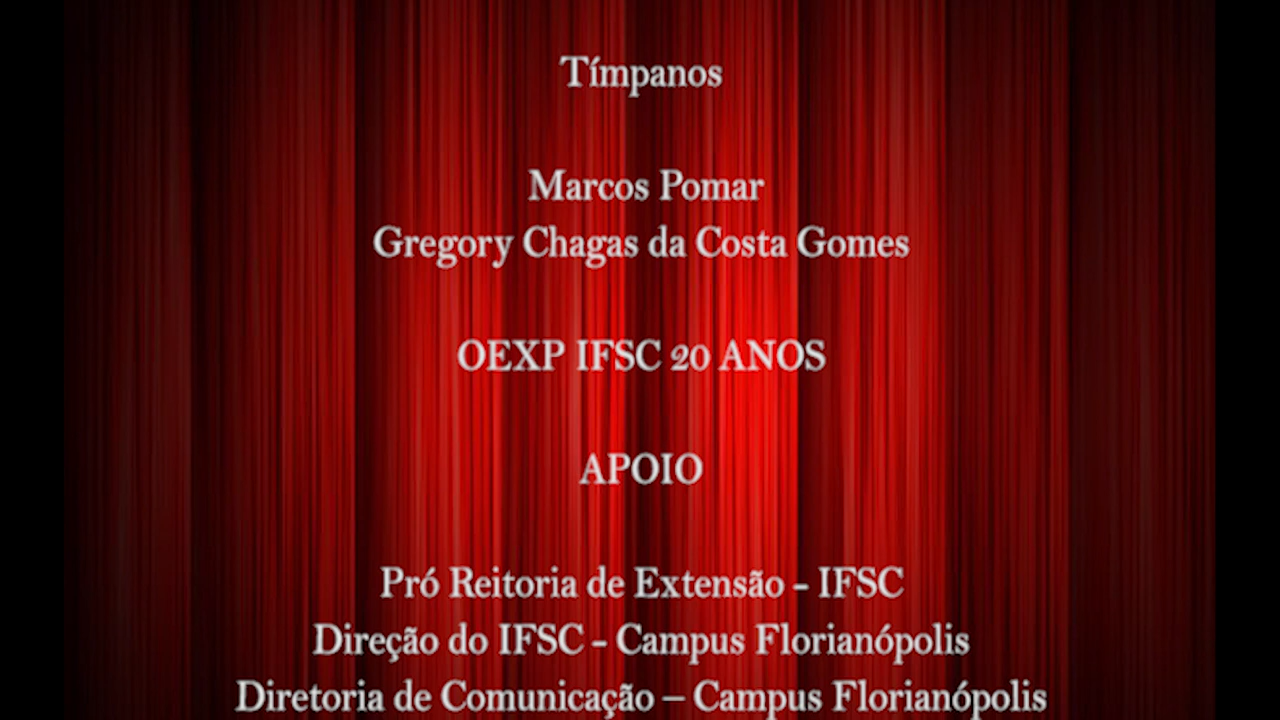 Tímpanos
Marcos Pomar
Gregory Chagas da Costa Gomes
OEXP IFSC 20 ANOS
APOIO
Pró Reitoria de Extensão - IFSC
Direção do IFSC - Campus Florianópolis
Diretoria de Comunicação – Campus Florianópolis